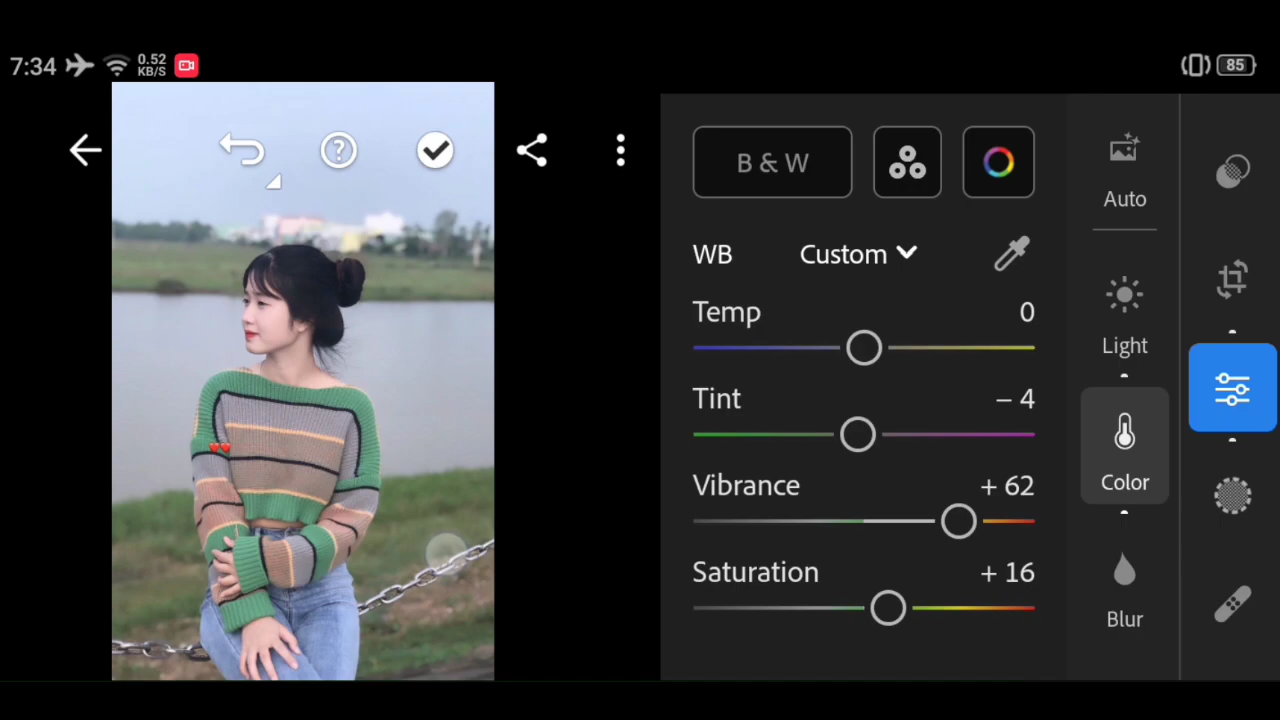 7:34 0.52 KB/S 85
?
B & W
Auto
WB Custom
Temp 0
Light
Tint – 4
Vibrance + 62
Color
Saturation + 16
Blur